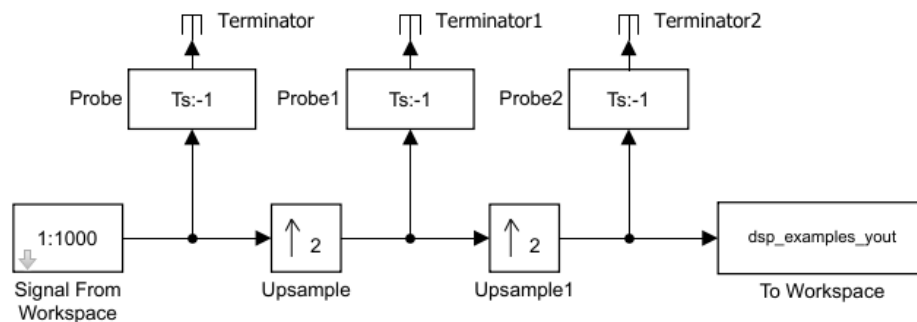 Terminator
Terminator1
Terminator2
Probe
Ts:-1
Probe1
Ts:-1
Probe2
Ts:-1
1:1000
2
2
dsp_examples_yout
Signal From
Workspace
Upsample
Upsample1
To Workspace